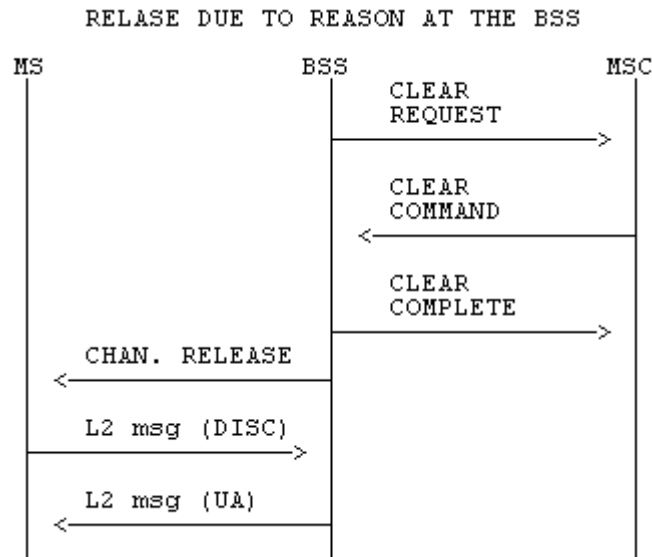 RELASE DUE TO REASON AT THE BSS
MS BSS MSC
CLEAR
REQUEST
CLEAR
COMMAND
CLEAR
COMPLETE
CHAN. RELEASE
L2 msg (DISC)
L2 msg (UA)